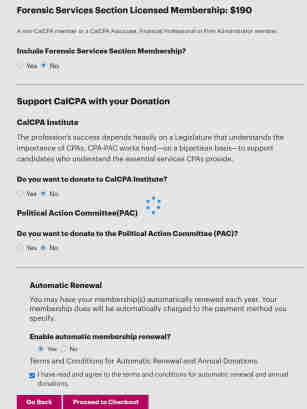 Forensic Services Section Licensed Membership: $190
A non-CalCPA member or a CalCPA Associate, Financial Professional or Firm Administrator member.
Include Forensic Services Section Membership?
Yes No
Support CalCPA with your Donation
CalCPA Institute
The profession's success depends heavily on a Legislature that understands the
importance of CPAs. CPA-PAC works hard—on a bipartisan basis—to support
candidates who understand the essential services CPAs provide.
Do you want to donate to CalCPA Institute?
Yes No
Political Action Committee(PAC)
Do you want to donate to the Political Action Committee (PAC)?
Yes No
Automatic Renewal
You may have your membership(s) automatically renewed each year. Your
membership dues will be automatically charged to the payment method you
specify.
Enable automatic membership renewal?
Yes No
Terms and Conditions for Automatic Renewal and Annual Donations.
I have read and agree to the terms and conditions for automatic renewal and annual
donations.
Go Back Proceed to Checkout